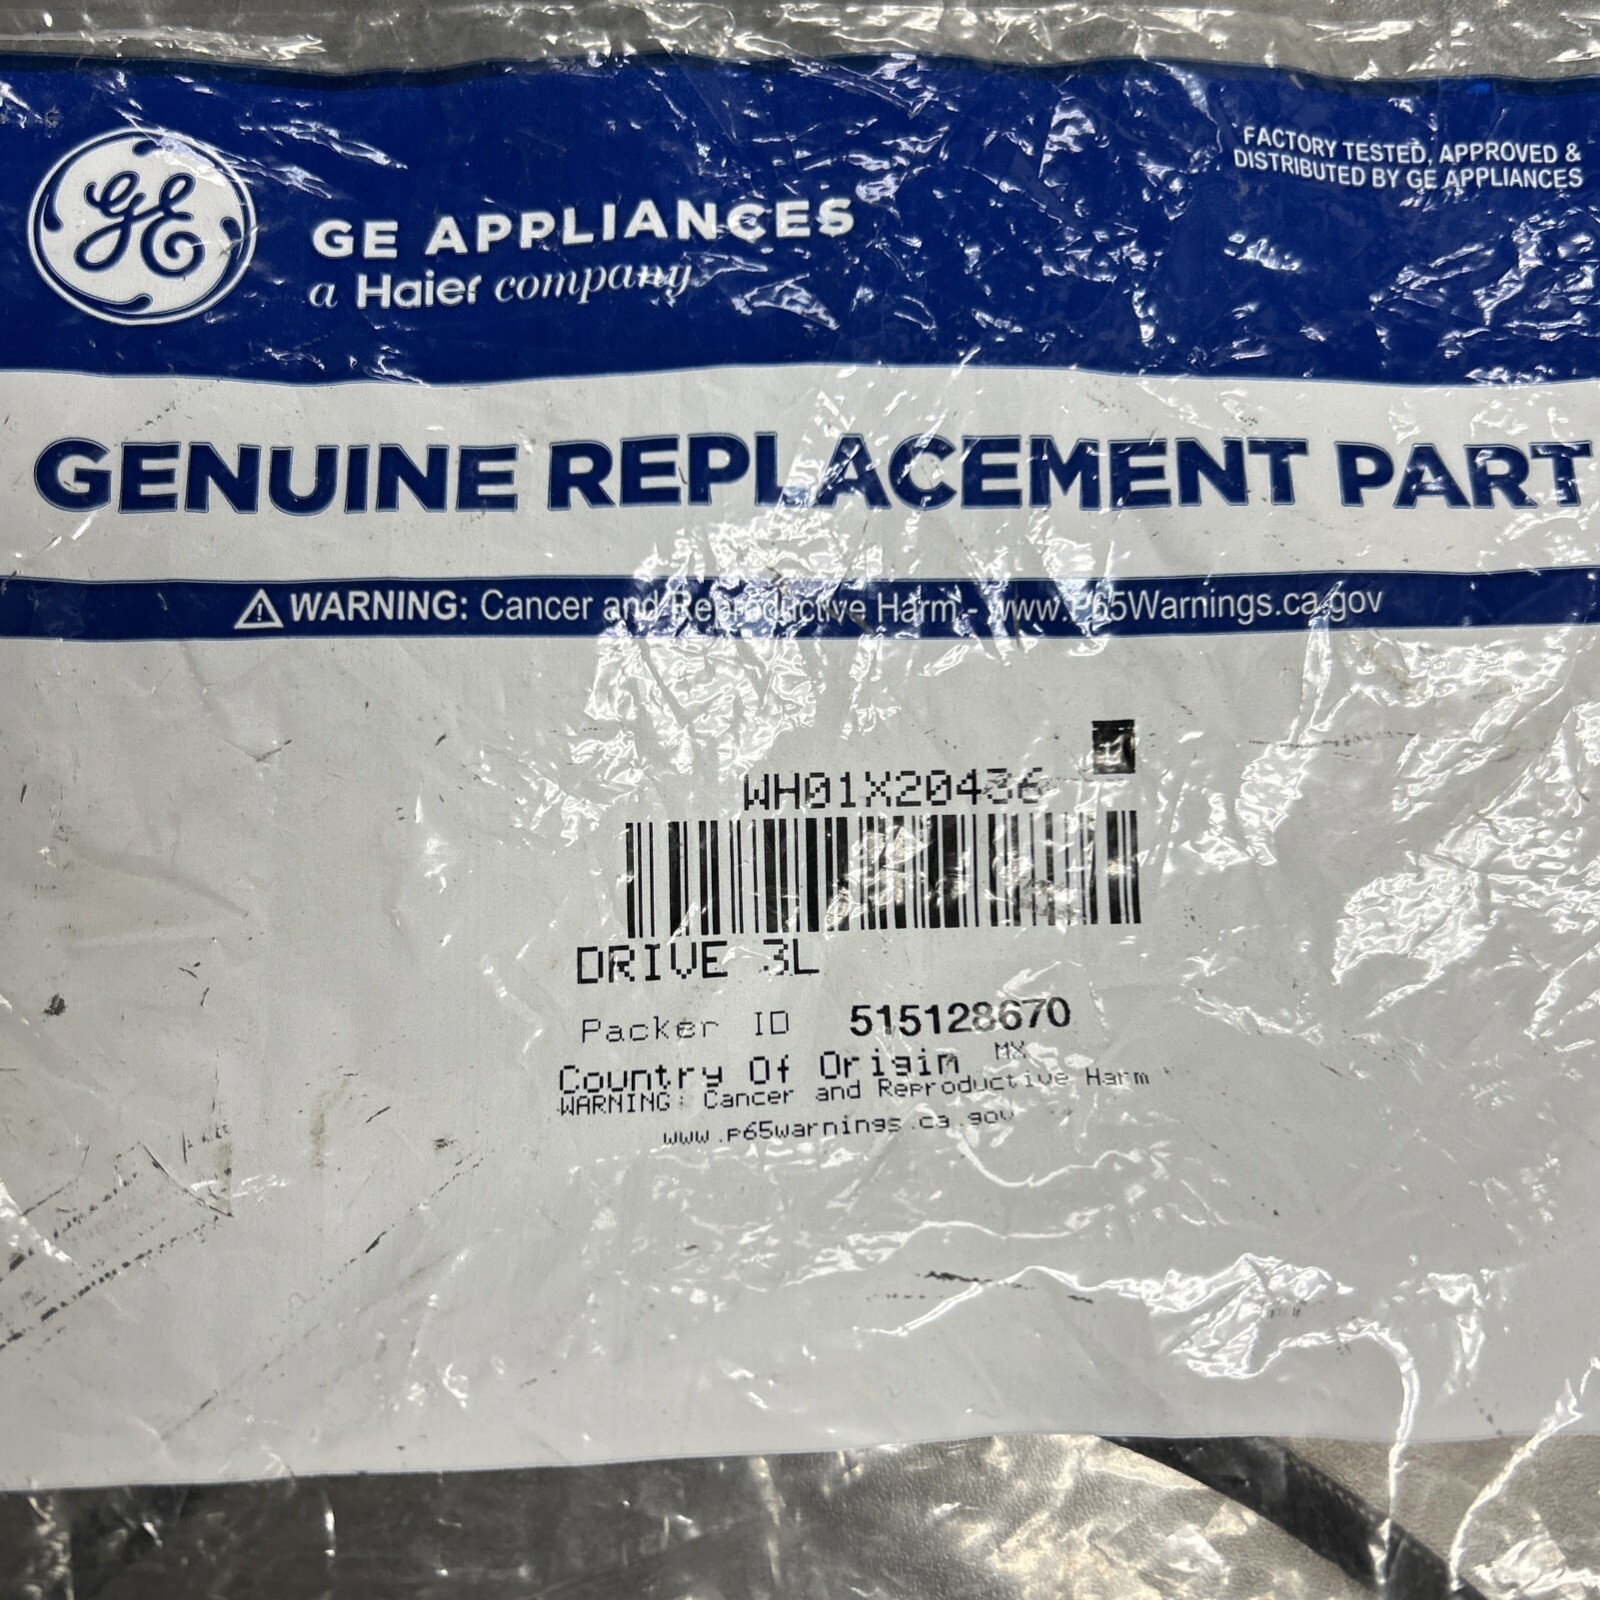 GE
GE APPLIANCES
a Haier company
FACTORY TESTED, APPROVED &
DISTRIBUTED BY GE APPLIANCES
GENUINE REPLACEMENT PART
WARNING: Cancer and Reproductive Harm - www.P65Warnings.ca.gov
WH01X20436
DRIVE 3L
Packer ID 515128670
Country Of Origin MX
WARNING: Cancer and Reproductive Harm
www.P65warnings.ca.gov